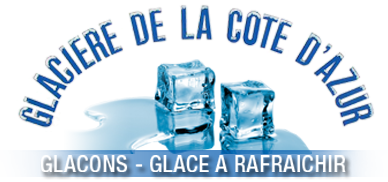 GLACIERE DE LA COTE D'AZUR
GLACONS - GLACE A RAFRAICHIR